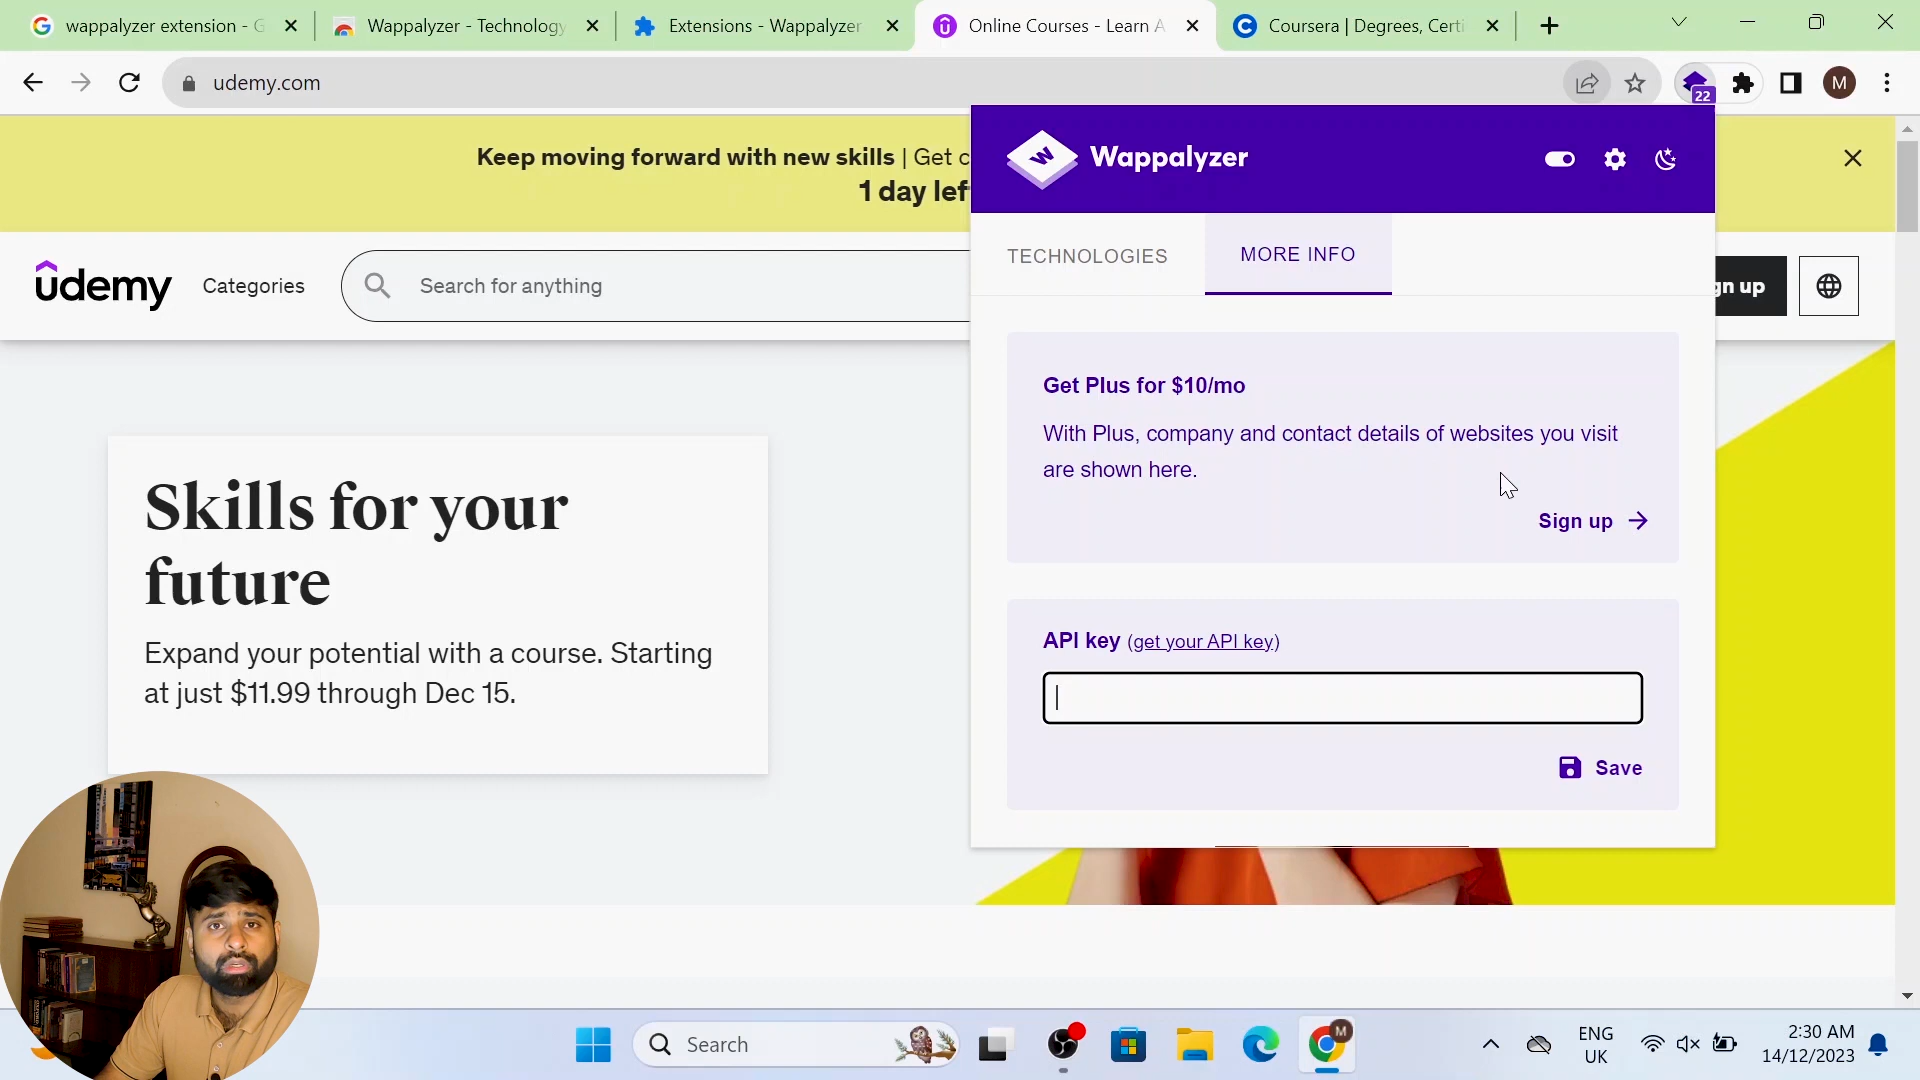 wappalyzer extension - G
Wappalyzer - Technology
Extensions - Wappalyzer
Online Courses - Learn A
Coursera | Degrees, Certi
udemy.com
22
M
Keep moving forward with new skills | Get c
1 day lef
Wappalyzer
TECHNOLOGIES
MORE INFO
udemy
Categories
Search for anything
gn up
Get Plus for $10/mo
With Plus, company and contact details of websites you visit
are shown here.
Sign up
Skills for your
future
Expand your potential with a course. Starting
at just $11.99 through Dec 15.
API key (get your API key)
Save
Search
M
ENG
UK
2:30 AM
14/12/2023